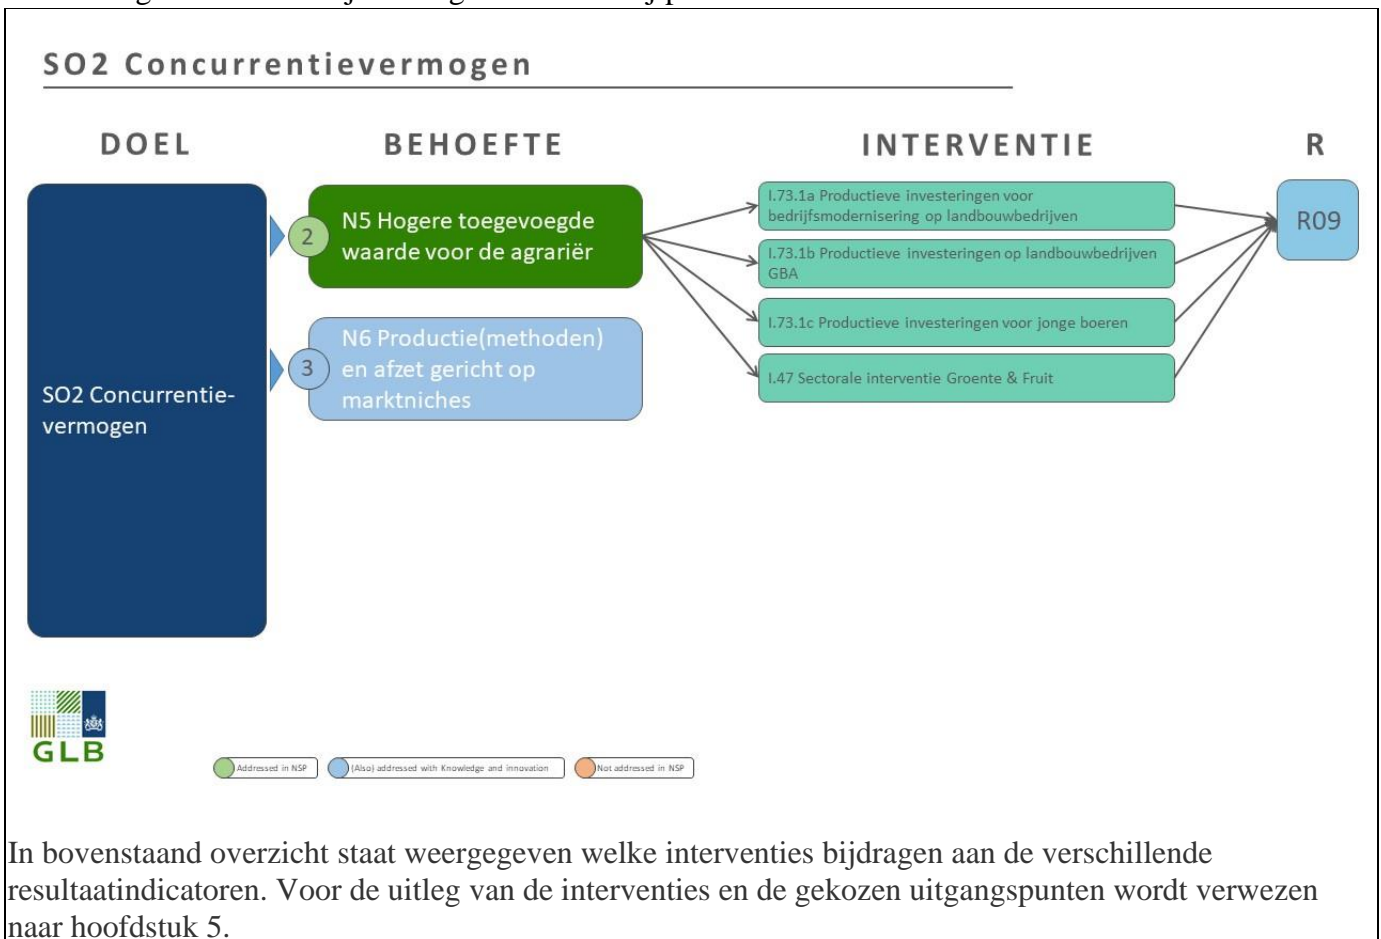 SO2 Concurrentievermogen
DOEL
BEHOEFTE
INTERVENTIE
R
SO2 Concurrentie-
vermogen
2
N5 Hogere toegevoegde
waarde voor de agrariër
3
N6 Productie(methoden)
en afzet gericht op
marktniches
I.73.1a Productieve investeringen voor
bedrijfsmodernisering op landbouwbedrijven
I.73.1b Productieve investeringen op landbouwbedrijven
GBA
I.73.1c Productieve investeringen voor jonge boeren
I.47 Sectorale interventie Groente & Fruit
R09
GLB
Addressed in NSP
(Also) addressed with Knowledge and innovation
Not addressed in NSP
In bovenstaand overzicht staat weergegeven welke interventies bijdragen aan de verschillende
resultaatindicatoren. Voor de uitleg van de interventies en de gekozen uitgangspunten wordt verwezen
naar hoofdstuk 5.